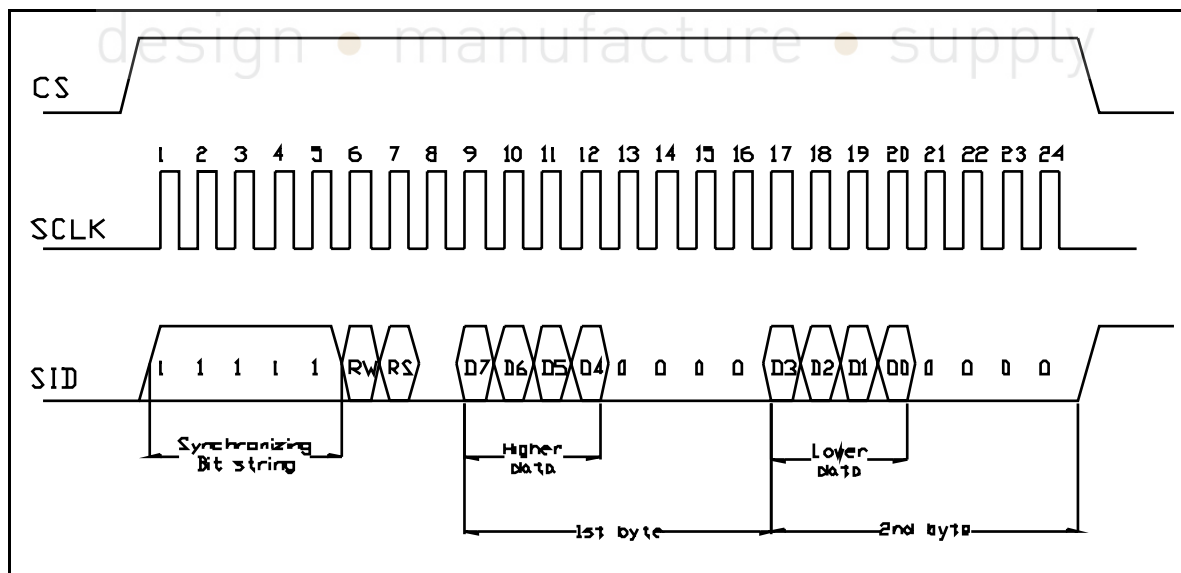 design • manufacture • supply
CS
1 2 3 4 5 6 7 8 9 10 11 12 13 14 15 16 17 18 19 20 21 22 23 24
SCLK
SID 1 1 1 1 1 RW RS D7 D6 D5 D4 0 0 0 0 D3 D2 D1 D0 0 0 0 0
Synchronizing
Bit string
Higher
data
Lower
data
1st byte
2nd byte